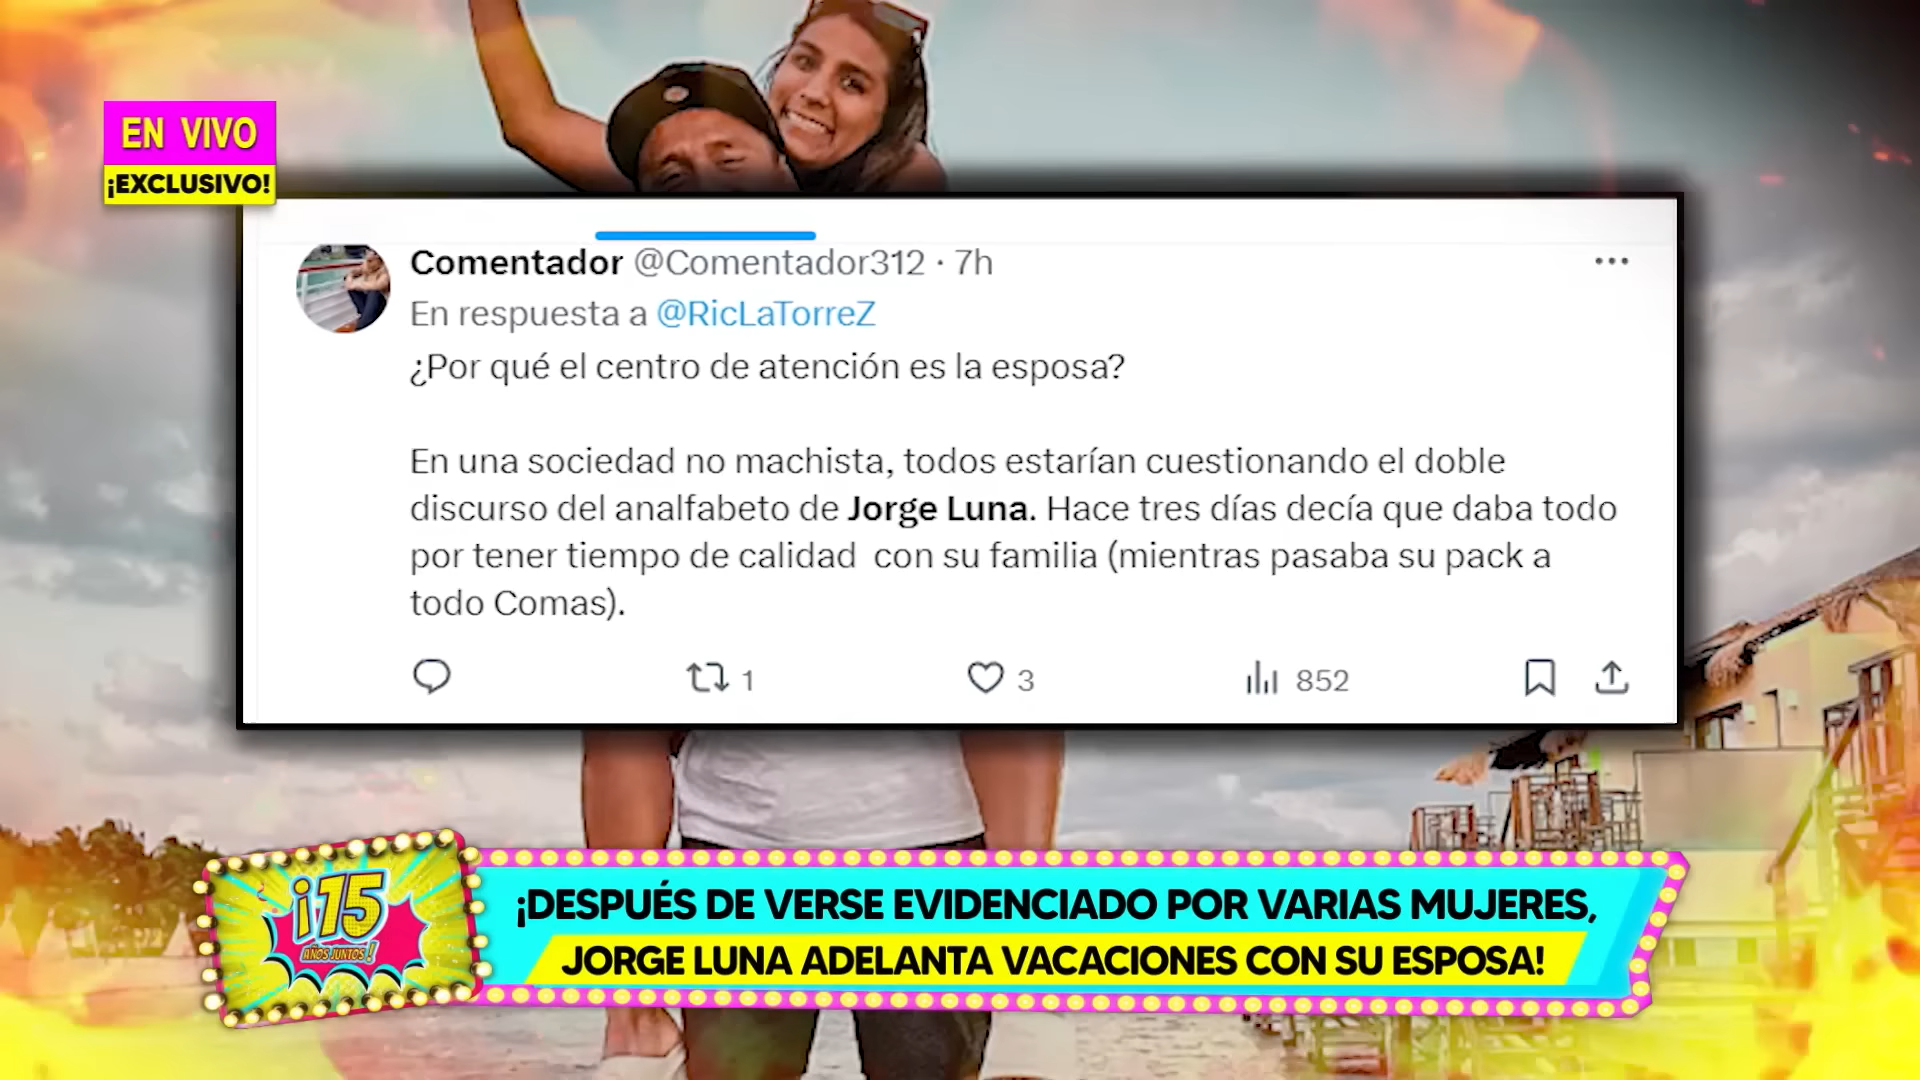 EN VIVO
¡EXCLUSIVO!
Comentador @Comentador312 · 7h
En respuesta a @RicLaTorreZ
¿Por qué el centro de atención es la esposa?
En una sociedad no machista, todos estarían cuestionando el doble
discurso del analfabeto de Jorge Luna. Hace tres días decía que daba todo
por tener tiempo de calidad con su familia (mientras pasaba su pack a
todo Comas).
1
3
852
¡15
AÑOS JUNTOS!
¡DESPUÉS DE VERSE EVIDENCIADO POR VARIAS MUJERES,
JORGE LUNA ADELANTA VACACIONES CON SU ESPOSA!